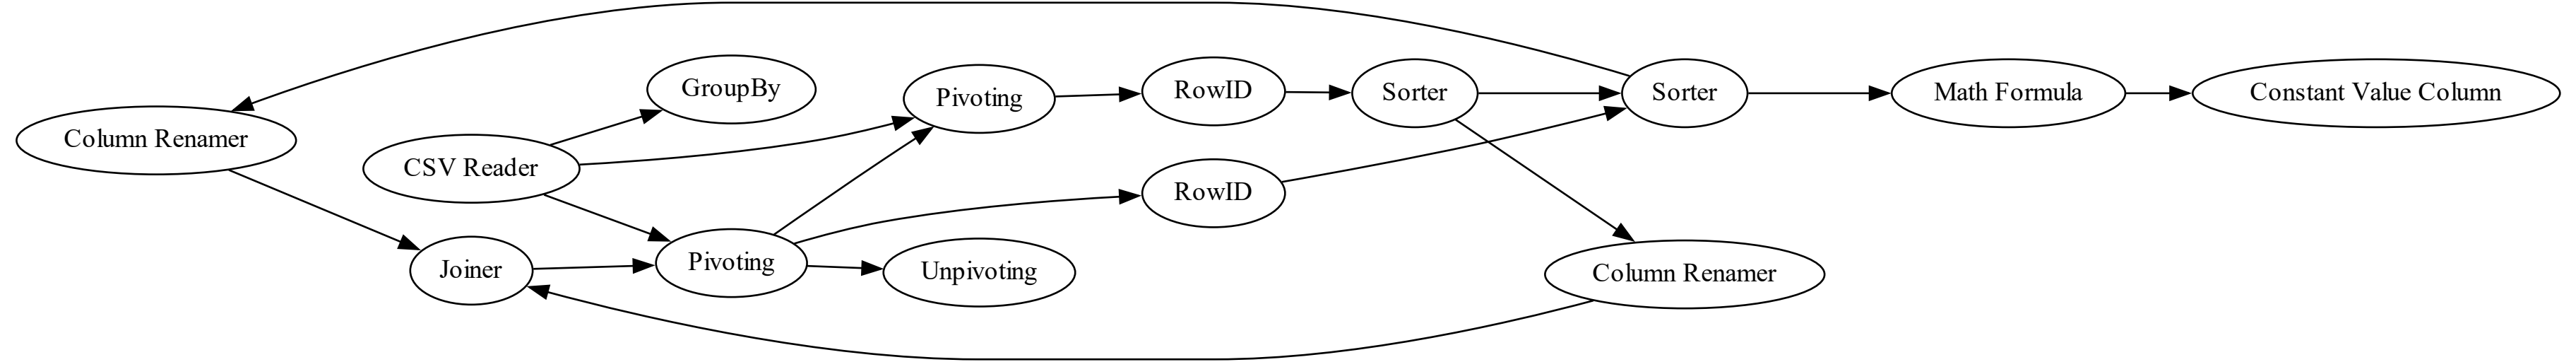 GroupBy
Pivoting
RowID
Sorter
Sorter
Math Formula
Constant Value Column
Column Renamer
CSV Reader
RowID
Joiner
Pivoting
Unpivoting
Column Renamer